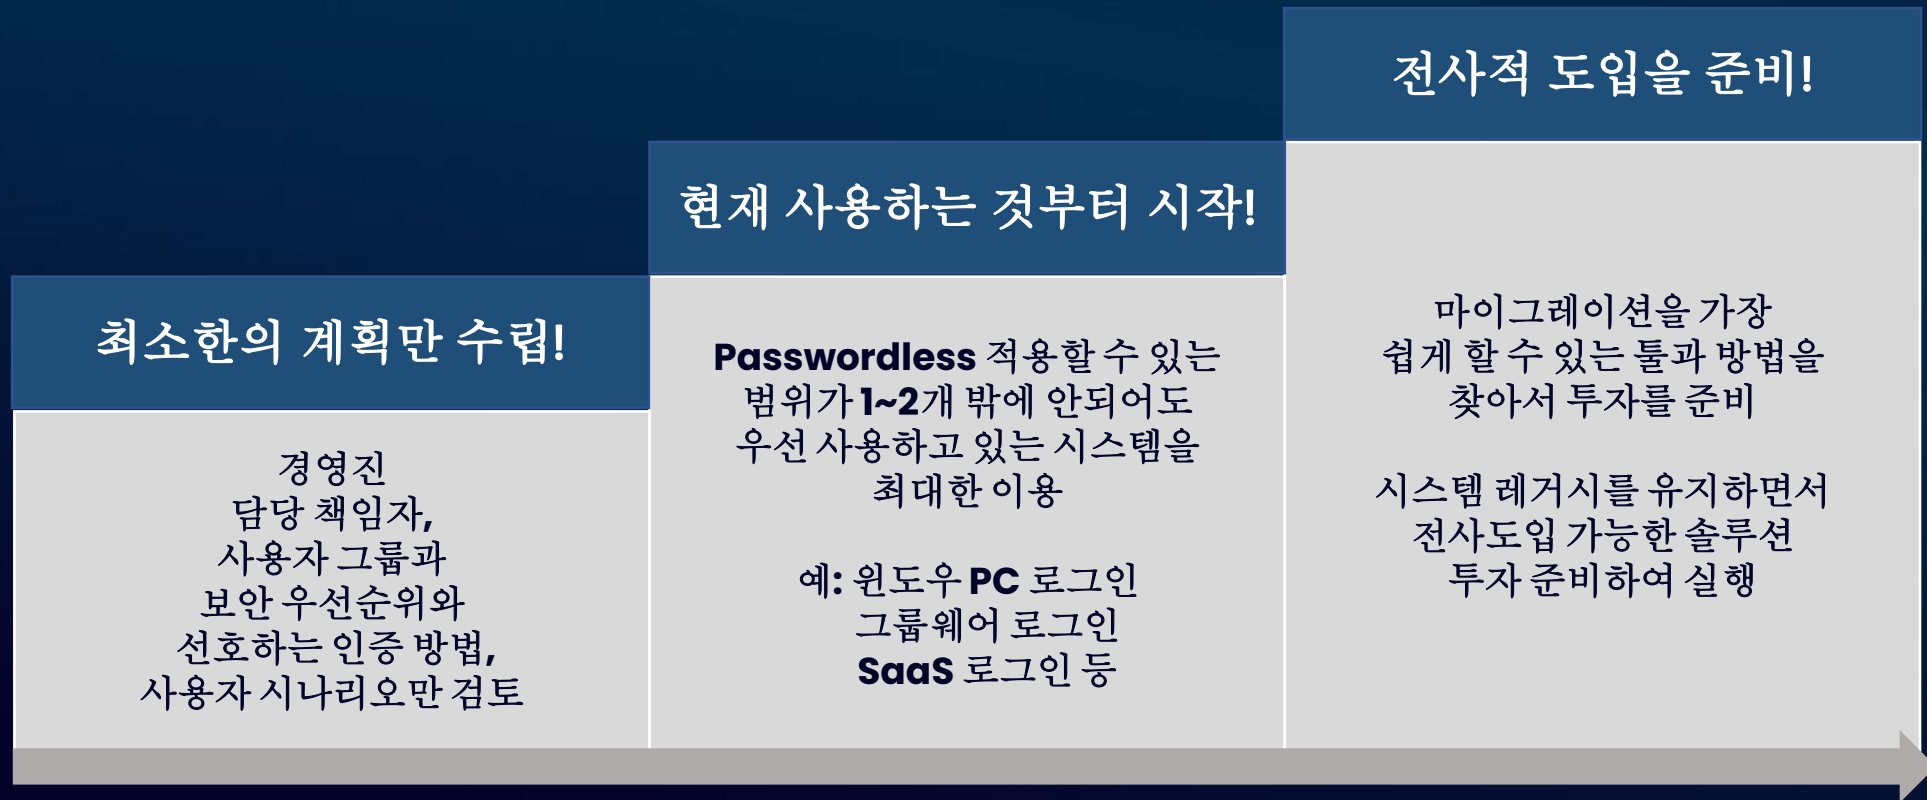 최소한의 계획만 수립!
경영진
담당 책임자,
사용자 그룹과
보안 우선순위와
선호하는 인증 방법,
사용자 시나리오만 검토
현재 사용하는 것부터 시작!
Passwordless 적용할 수 있는
범위가 1~2개 밖에 안되어도
우선 사용하고 있는 시스템을
최대한 이용
예: 윈도우 PC 로그인
그룹웨어 로그인
SaaS 로그인 등
전사적 도입을 준비!
마이그레이션을 가장
쉽게 할 수 있는 툴과 방법을
찾아서 투자를 준비
시스템 레거시를 유지하면서
전사도입 가능한 솔루션
투자 준비하여 실행